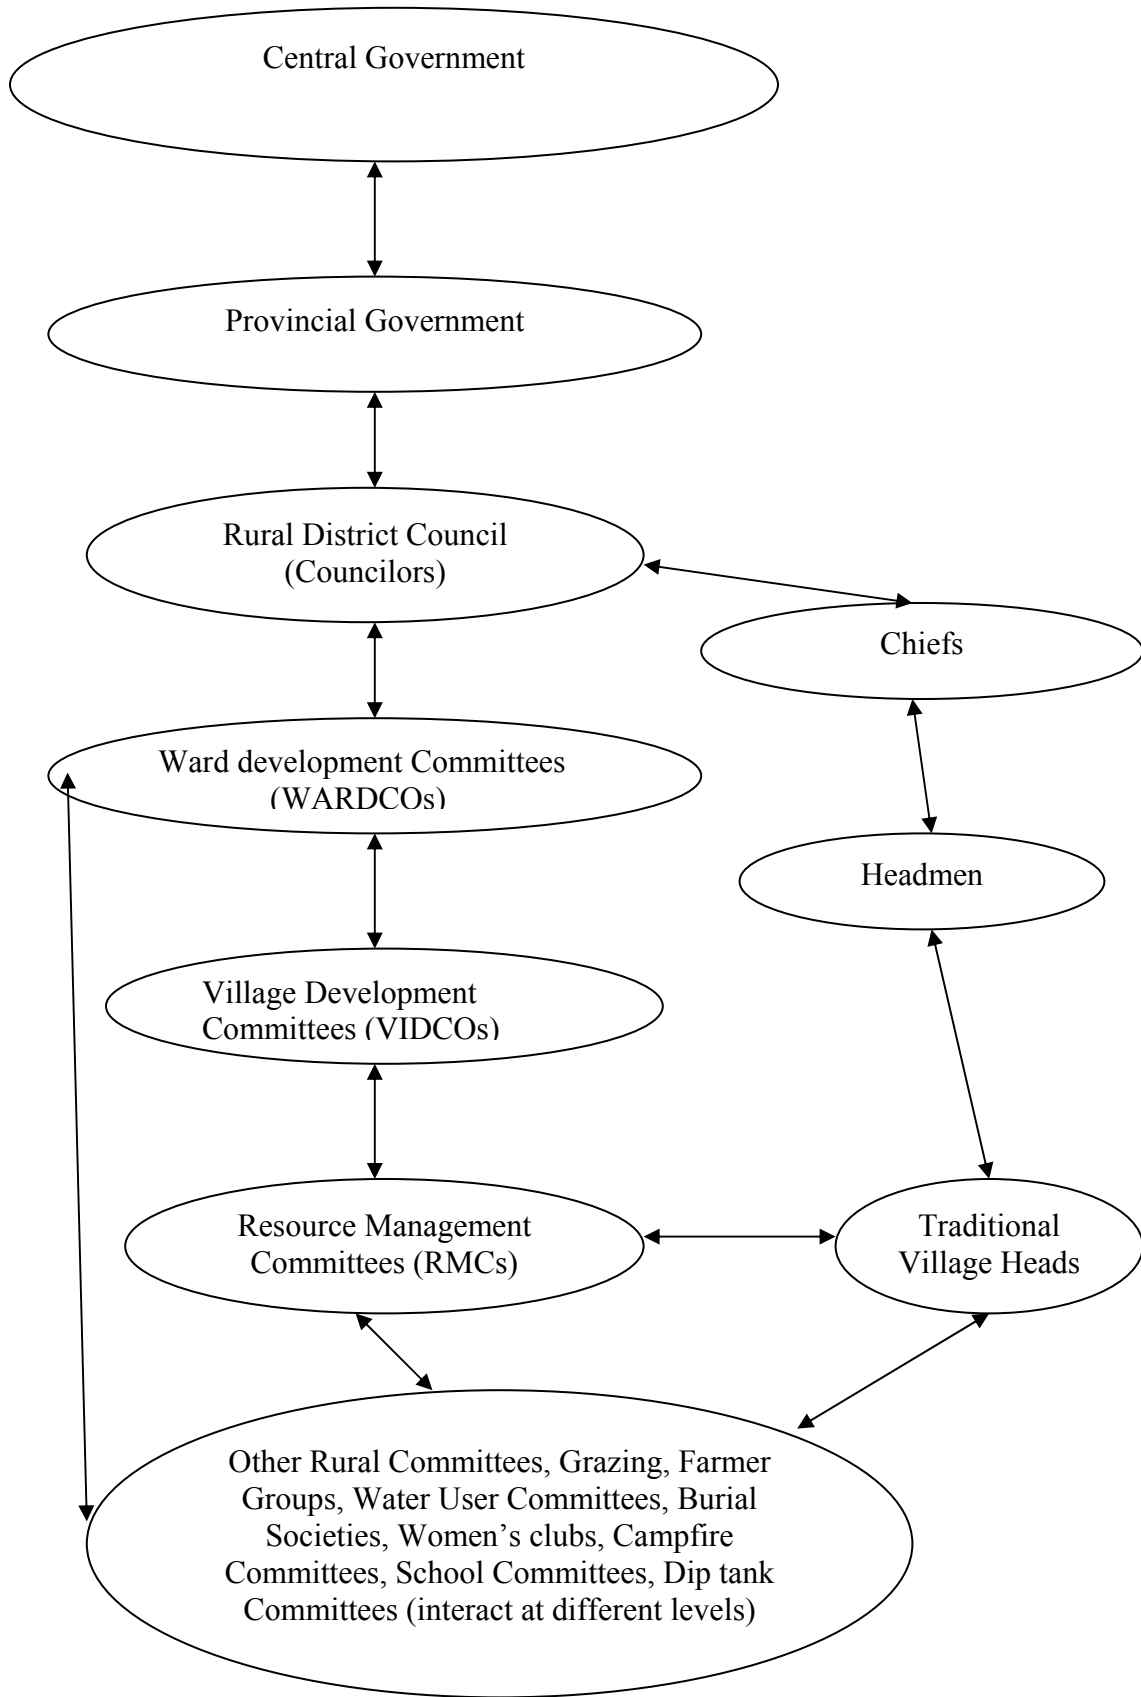 Central Government
Provincial Government
Rural District Council
(Councilors)
Chiefs
Ward development Committees
(WARDCOs)
Headmen
Village Development
Committees (VIDCOs)
Resource Management
Committees (RMCs)
Traditional
Village Heads
Other Rural Committees, Grazing, Farmer
Groups, Water User Committees, Burial
Societies, Women’s clubs, Campfire
Committees, School Committees, Dip tank
Committees (interact at different levels)